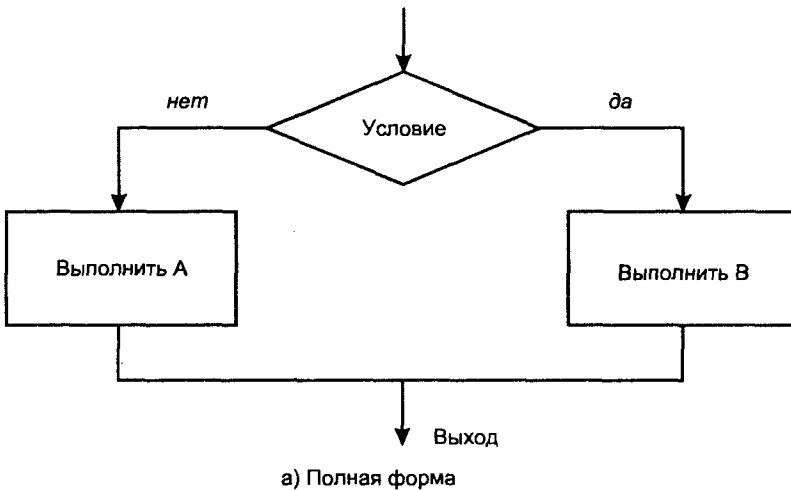 нет
да
Условие
Выполнить А
Выполнить В
Выход
а) Полная форма